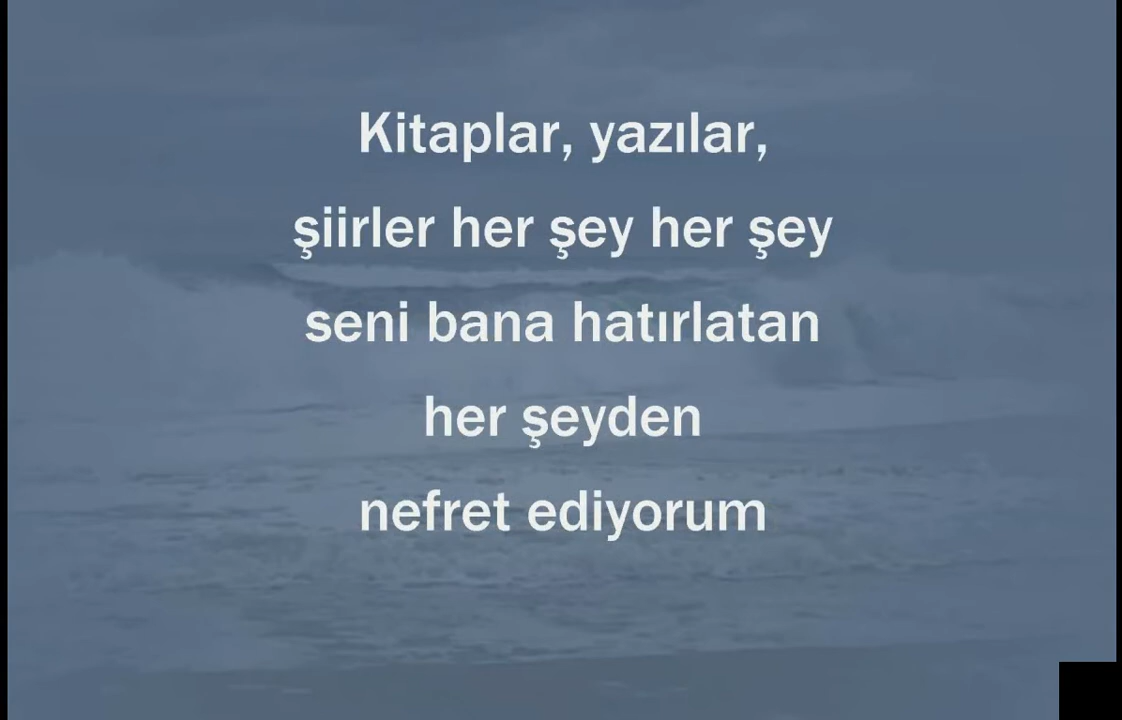 Kitaplar, yazılar,
şiirler her şey her şey
seni bana hatırlatan
her şeyden
nefret ediyorum